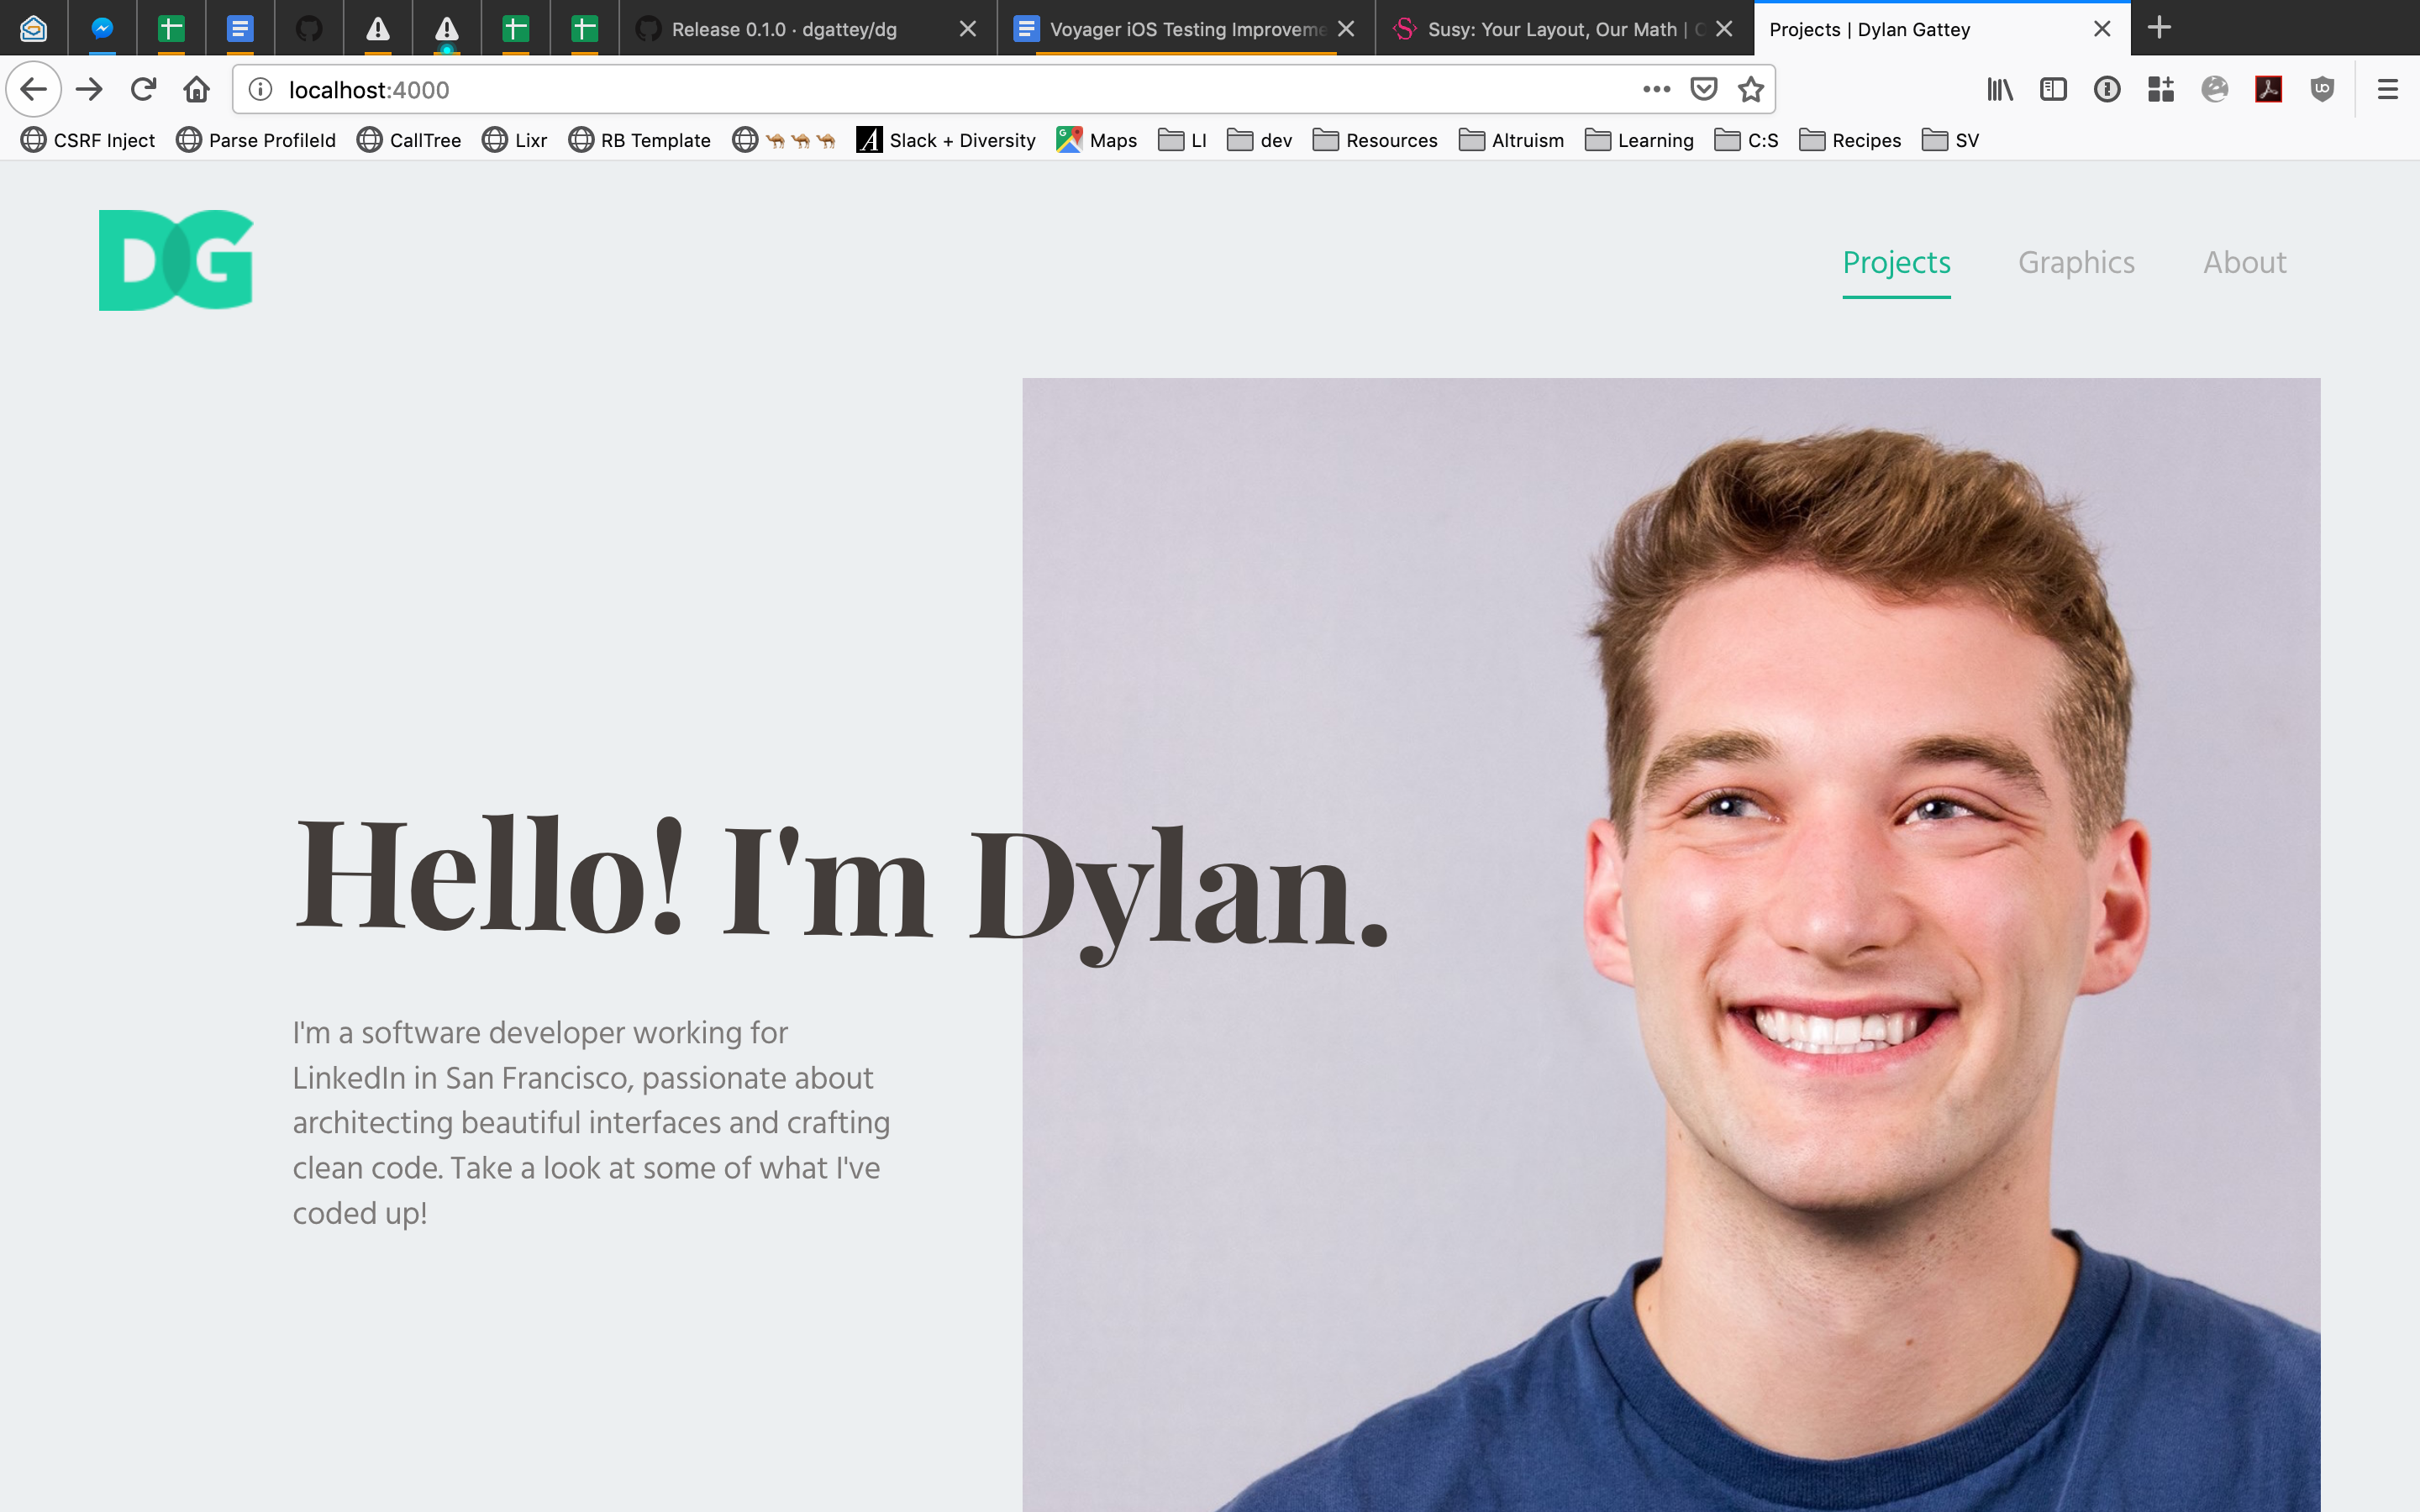 Release 0.1.0 · dgattey/dg
Voyager iOS Testing Improveme
Susy: Your Layout, Our Math |
Projects | Dylan Gattey
localhost:4000
CSRF Inject
Parse ProfileId
CallTree
Lixr
RB Template
🐪🐪🐪
Slack + Diversity
Maps
LI
dev
Resources
Altruism
Learning
C:S
Recipes
SV
DG
Projects
Graphics
About
Hello! I'm Dylan.
I'm a software developer working for
LinkedIn in San Francisco, passionate about
architecting beautiful interfaces and crafting
clean code. Take a look at some of what I've
coded up!